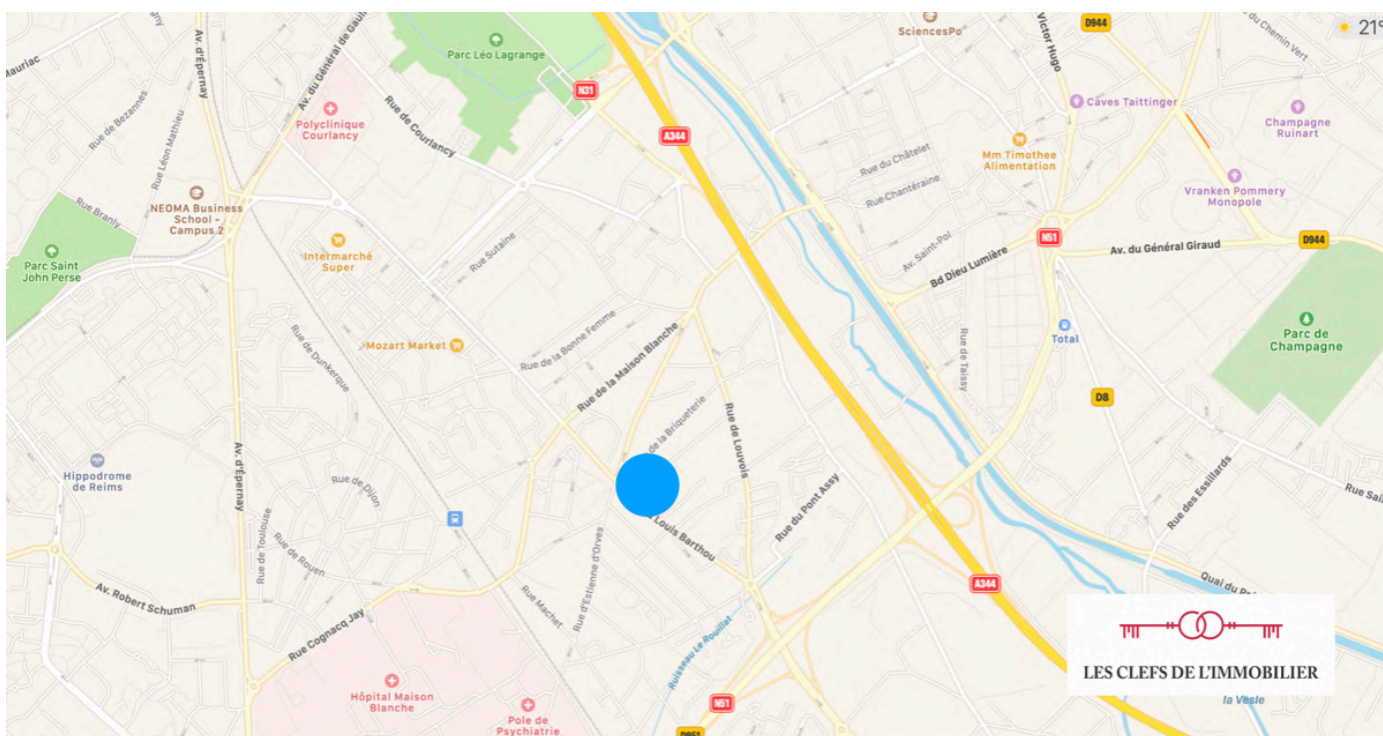 D944
21°
SciencesPo
Victor Hugo
du Chemin Vert
Av. d'Épernay
Av. du Général de Gaul
Mauriac
Parc Léo Lagrange
N31
A344
Caves Taittinger
Champagne
Ruinart
Rue de Bezannes
Rue Léon Mathieu
Polyclinique
Courlancy
Rue de Courlancy
Mm Timothee
Alimentation
Rue du Châtelet
Rue Chantéraine
Vranken Pommery
Monopole
NEOMA Business
School -
Campus 2
Rue Branly
Parc Saint
John Perse
Intermarché
Super
Rue Sutaine
Av. Saint-Pol
Bd Dieu Lumière
N51
Av. du Général Giraud
D944
Rue de Dunkerque
Mozart Market
Rue de la Bonne Femme
Rue de la Maison Blanche
Rue de Taissy
Total
Parc de
Champagne
D8
de la Briqueterie
Rue de Louvois
Av. d'Épernay
Hippodrome
de Reims
Rue de Dijon
Rue de Toulouse
Rue de Rouen
Louis Barthou
Rue du Pont Assy
Rue des Essillards
Rue Sai
Av. Robert Schuman
Rue Cognacq Jay
Rue Machet
Rue d'Estienne d'Orves
A344
Quai du
Ruisseau Le Rouillat
Hôpital Maison
Blanche
Pole de
Psychiatrie
N51
D951
LES CLEFS DE L'IMMOBILIER
la Vesle